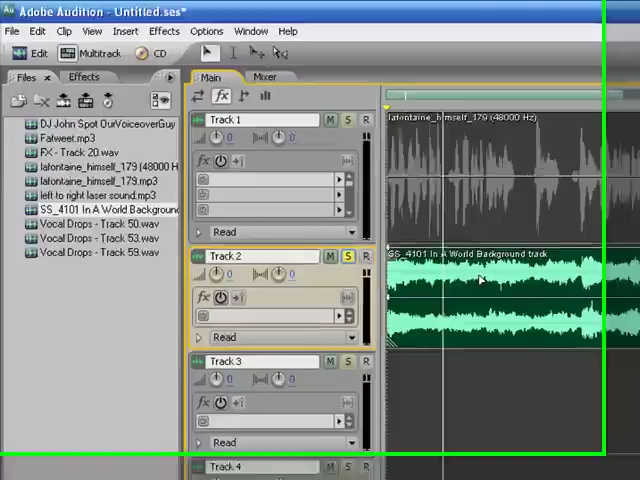 Au Adobe Audition - Untitled.ses*
File Edit Clip View Insert Effects Options Window Help
Edit Multitrack CD
Files Effects Main Mixer
fx
DJ John Spot OurVoiceoverGuy
Fatweet.mp3
FX - Track 20.wav
lafontaine_himself_179 (48000 H
lafontaine_himself_179.mp3
left to right laser sound.mp3
SS_4101 In A World Background
Vocal Drops - Track 50.wav
Vocal Drops - Track 53.wav
Vocal Drops - Track 59.wav
Track 1 M S R
0 0
fx
Read
lafontaine_himself_179 (48000 Hz)
Track 2 M S R
0 0
fx
Read
SS_4101 In A World Background track
Track 3 M S R
0 0
fx
Read
Track 4 M S R